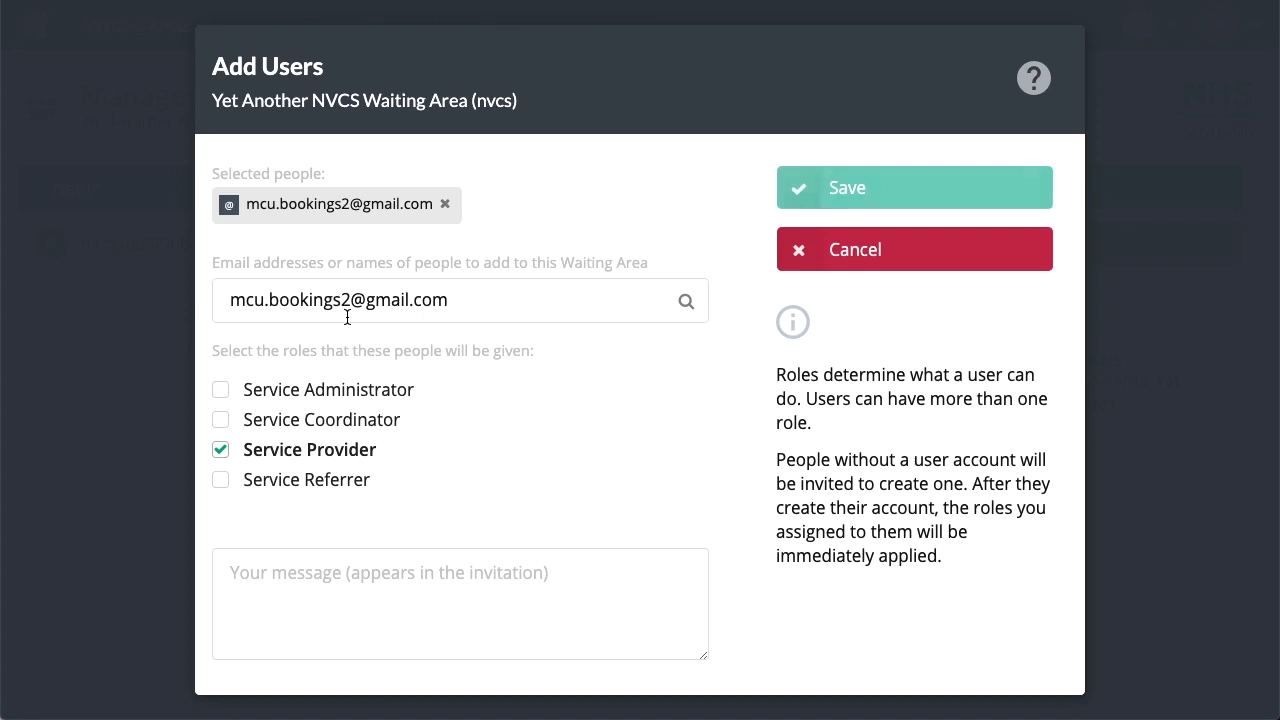 Add Users
Yet Another NVCS Waiting Area (nvcs)
Selected people:
@ mcu.bookings2@gmail.com
Email addresses or names of people to add to this Waiting Area
mcu.bookings2@gmail.com
Select the roles that these people will be given:
Service Administrator
Service Coordinator
Service Provider
Service Referrer
Your message (appears in the invitation)
Save
Cancel
Roles determine what a user can
do. Users can have more than one
role.
People without a user account will
be invited to create one. After they
create their account, the roles you
assigned to them will be
immediately applied.
NHS